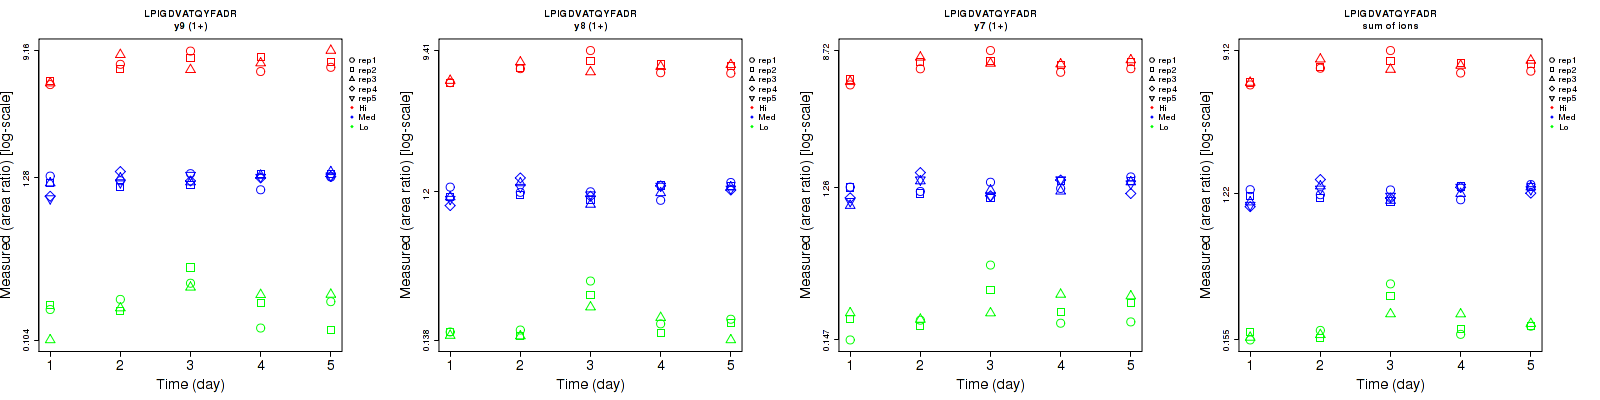 LPIGDVATQYFADR
y9 (1+)
Measured (area ratio) [log-scale]
9.16
1.28
0.104
1 2 3 4 5
Time (day)
rep1
rep2
rep3
rep4
rep5
Hi
Med
Lo
LPIGDVATQYFADR
y8 (1+)
Measured (area ratio) [log-scale]
9.41
1.2
0.138
1 2 3 4 5
Time (day)
rep1
rep2
rep3
rep4
rep5
Hi
Med
Lo
LPIGDVATQYFADR
y7 (1+)
Measured (area ratio) [log-scale]
8.72
1.26
0.147
1 2 3 4 5
Time (day)
rep1
rep2
rep3
rep4
rep5
Hi
Med
Lo
LPIGDVATQYFADR
sum of ions
Measured (area ratio) [log-scale]
9.12
1.22
0.155
1 2 3 4 5
Time (day)
rep1
rep2
rep3
rep4
rep5
Hi
Med
Lo